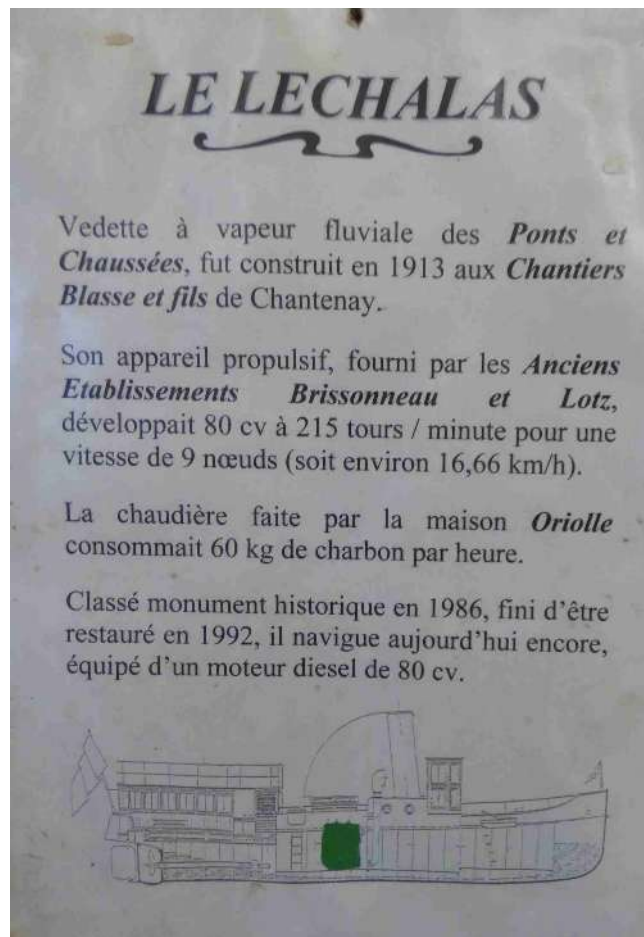 LE LECHALAS
Vedette à vapeur fluviale des Ponts et
Chaussées, fut construit en 1913 aux Chantiers
Blasse et fils de Chantenay.
Son appareil propulsif, fourni par les Anciens
Etablissements Brissonneau et Lotz,
développait 80 cv à 215 tours / minute pour une
vitesse de 9 nœuds (soit environ 16,66 km/h).
La chaudière faite par la maison Oriolle
consommait 60 kg de charbon par heure.
Classé monument historique en 1986, fini d'être
restauré en 1992, il navigue aujourd'hui encore,
équipé d'un moteur diesel de 80 cv.